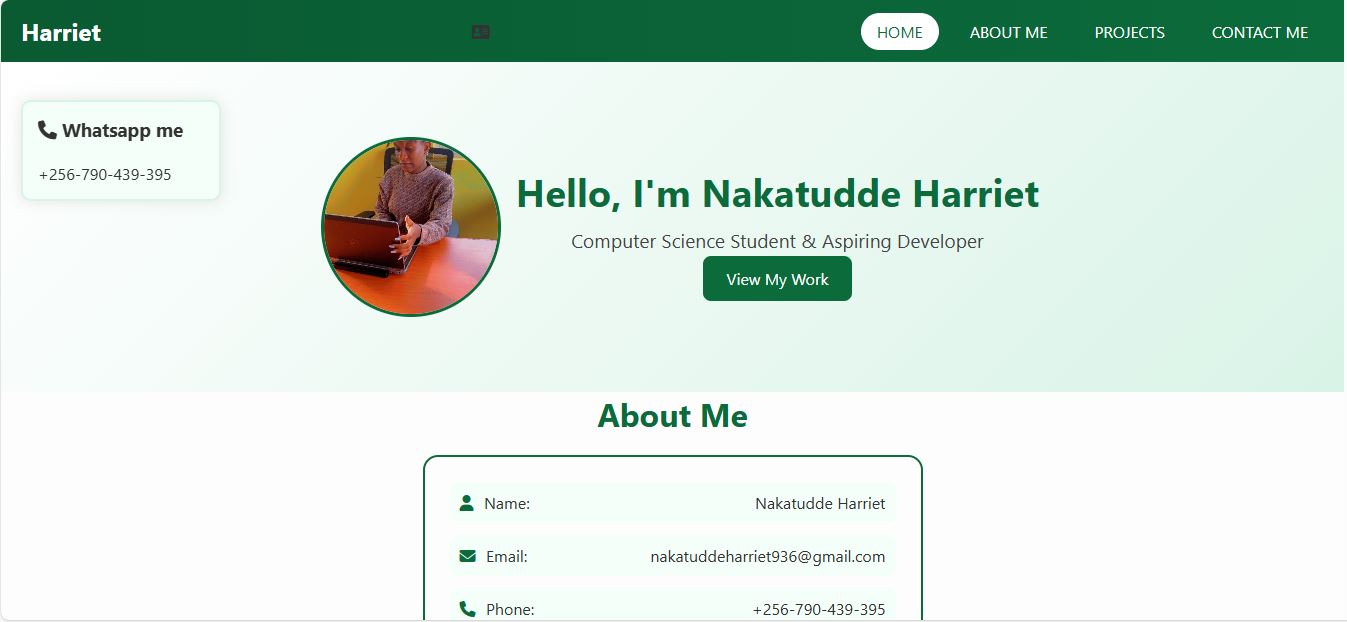 Harriet
HOME
ABOUT ME
PROJECTS
CONTACT ME
Whatsapp me
+256-790-439-395
Hello, I'm Nakatudde Harriet
Computer Science Student & Aspiring Developer
View My Work
About Me
Name: Nakatudde Harriet
Email: nakatuddeharriet936@gmail.com
Phone: +256-790-439-395